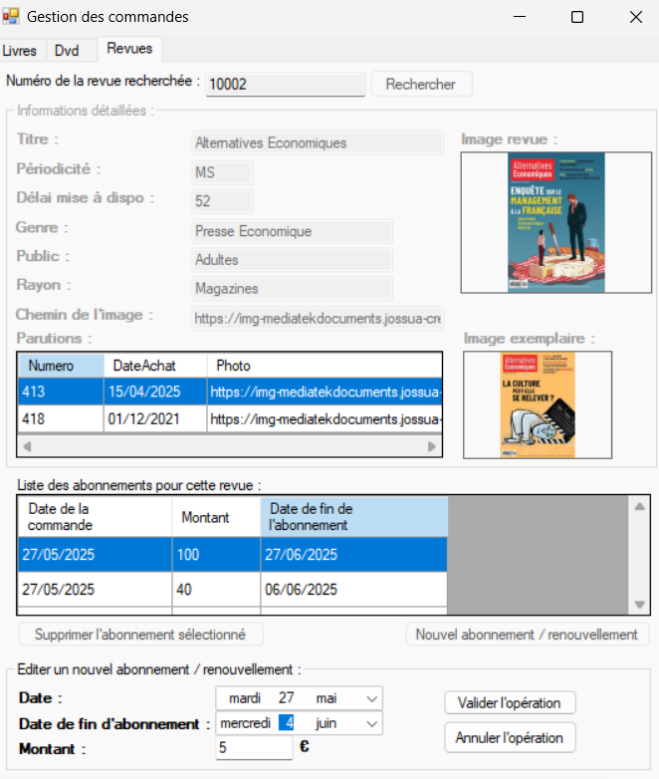 Gestion des commandes
Livres Dvd Revues
Numéro de la revue recherchée : 10002 Rechercher
Informations détaillées :
Titre : Alternatives Economiques
Périodicité : MS
Délai mise à dispo : 52
Genre : Presse Economique
Public : Adultes
Rayon : Magazines
Chemin de l'image : https://img-mediatekdocuments.jossua-cre
Image revue :
Alternatives
Economiques
ENQUÊTE SUR LE
MANAGEMENT
À LA FRANÇAISE
Parutions :
Numero DateAchat Photo
413 15/04/2025 https://img-mediatekdocuments.jossua-
418 01/12/2021 https://img-mediatekdocuments.jossua-
Image exemplaire :
Alternatives
Economiques
LA CULTURE
PEUT-ELLE
SE RELEVER ?
Liste des abonnements pour cette revue :
Date de la commande Montant Date de fin de l'abonnement
27/05/2025 100 27/06/2025
27/05/2025 40 06/06/2025
Supprimer l'abonnement sélectionné Nouvel abonnement / renouvellement
Editer un nouvel abonnement / renouvellement :
Date : mardi 27 mai Valider l'opération
Date de fin d'abonnement : mercredi 4 juin
Montant : 5 € Annuler l'opération